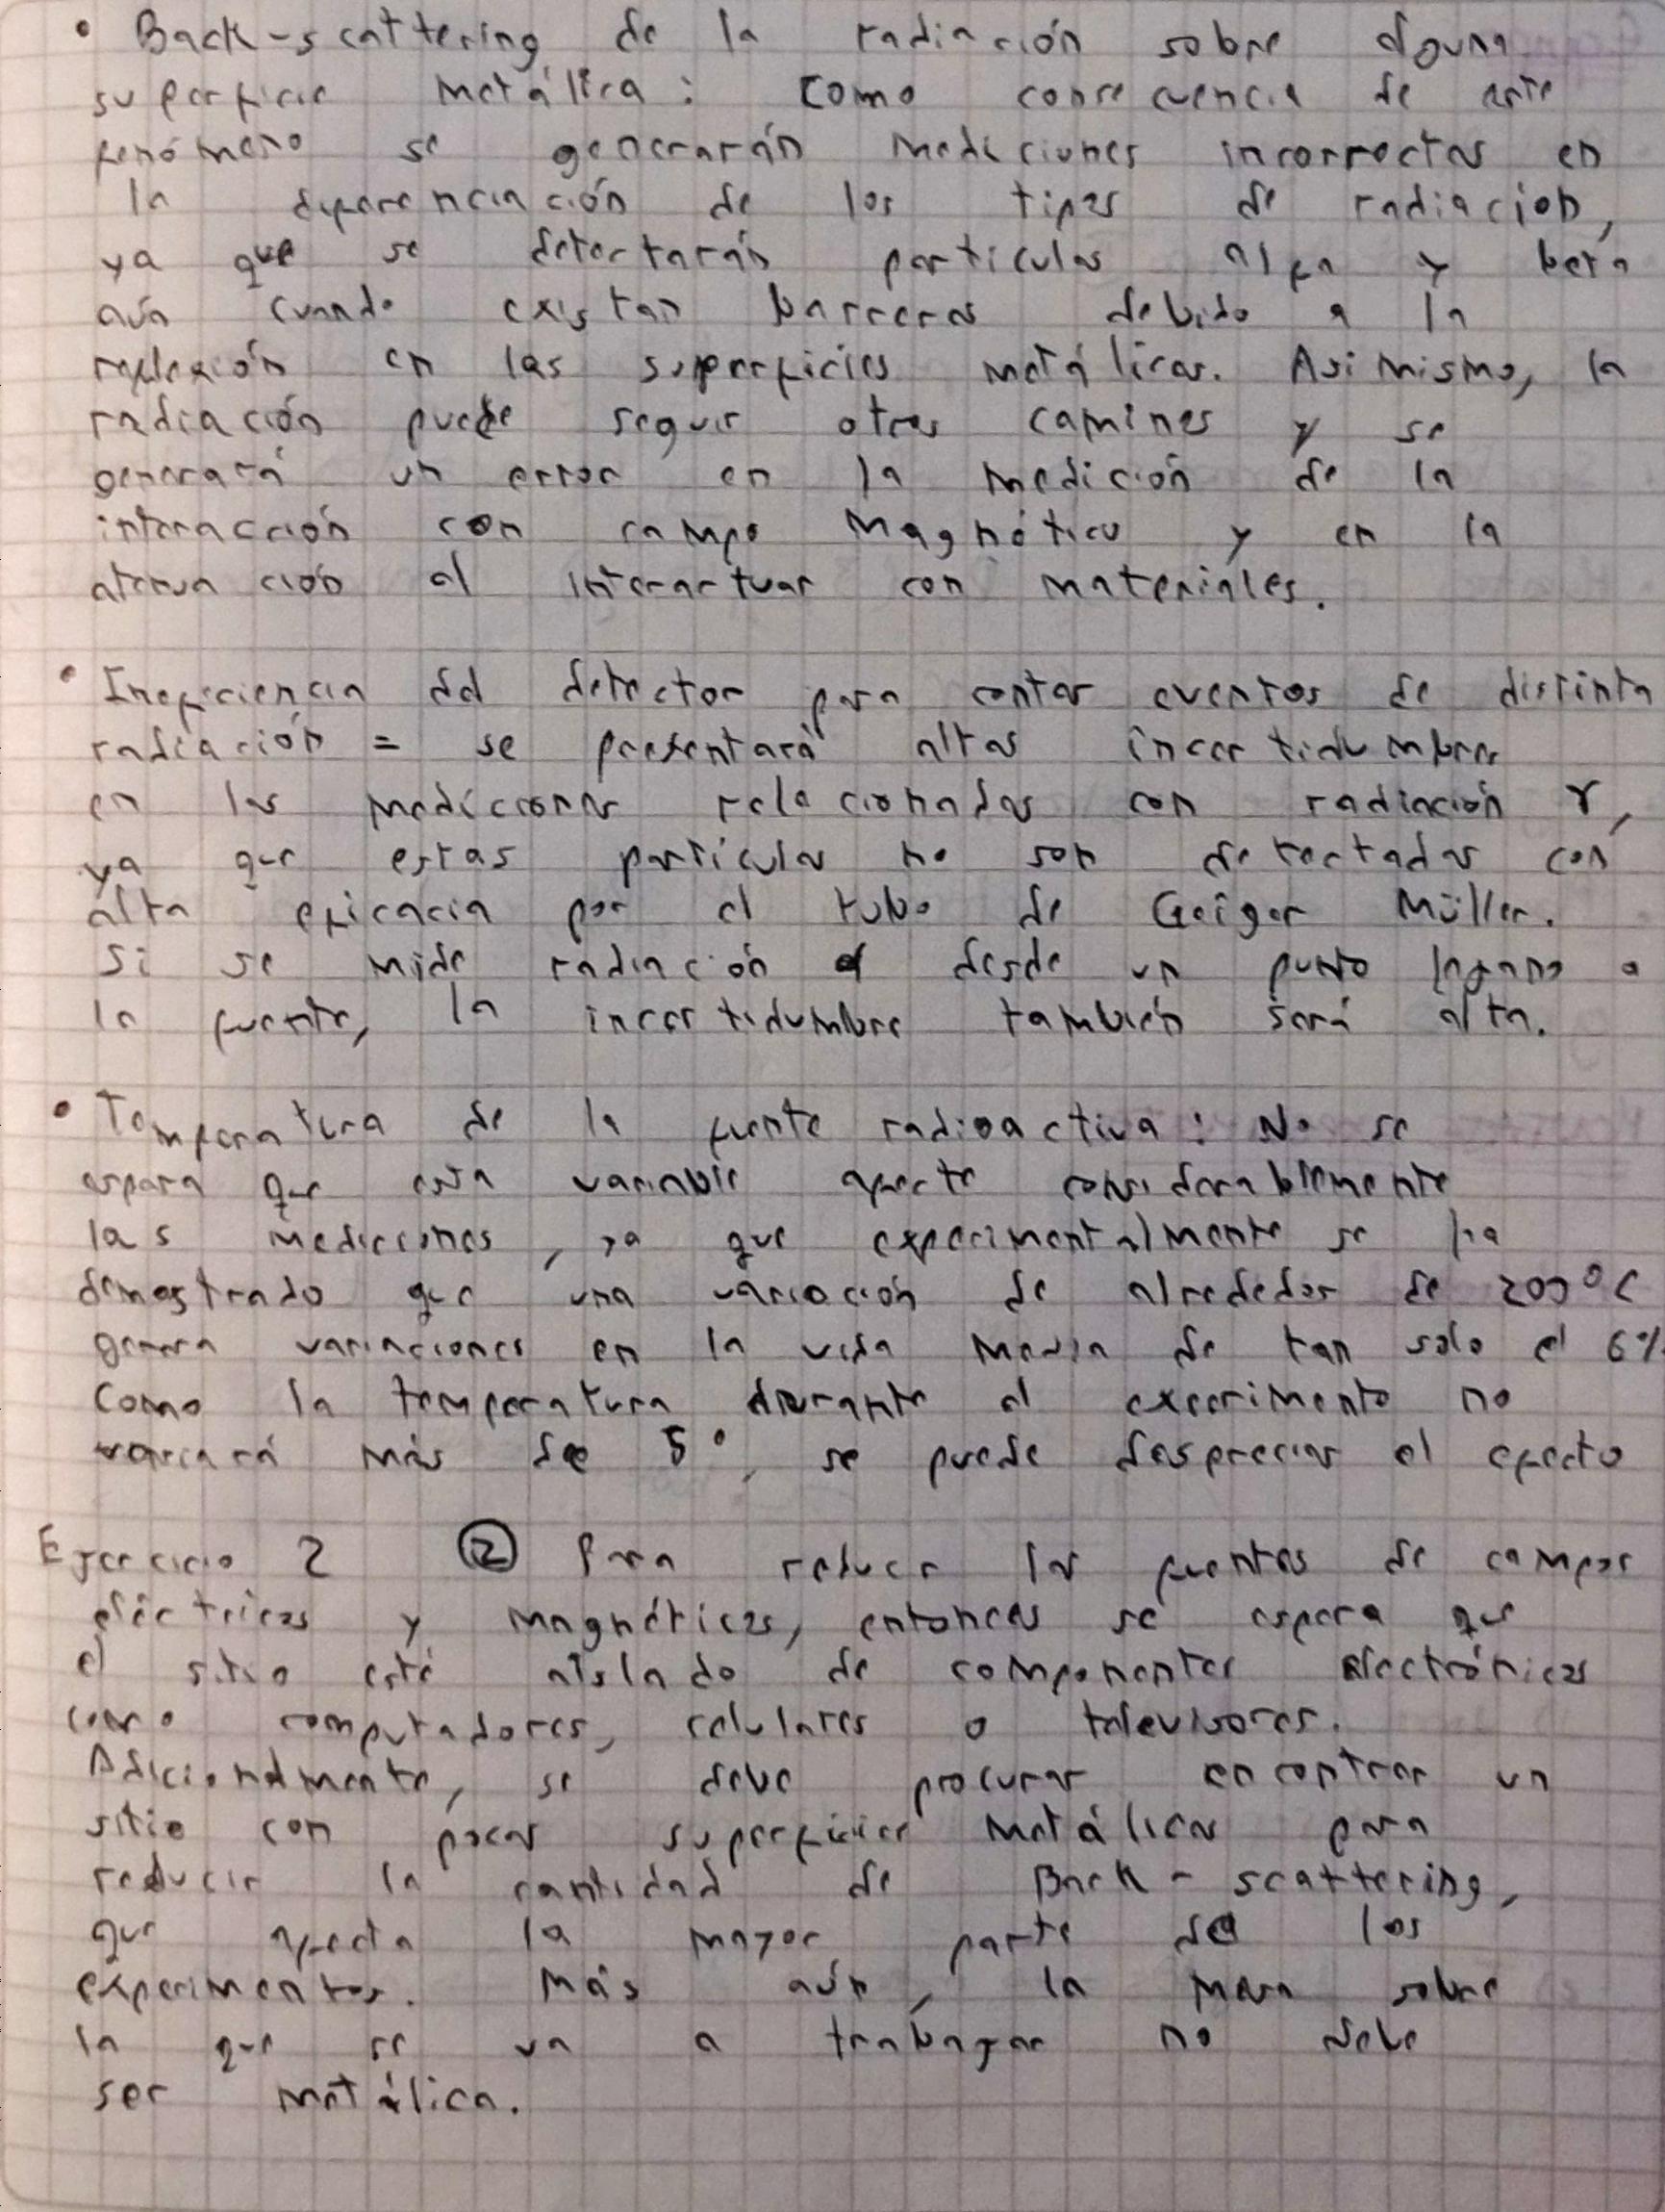 • Back-scattering de la radiación sobre alguna
superficie metálica: Como consecuencia de este
fenómeno se generarán mediciones incorrectas en
la diferenciación de los tipos de radiación,
ya que se detectarán partículas alfa y beta
aún cuando existan barreras debido a la
reflexión en las superficies metálicas. Asimismo, la
radiación puede seguir otros caminos y se
generará un error en la medición de la
interacción con campo Magnético y en la
atenuación al interactuar con materiales.
• Ineficiencia del detector para contar eventos de distinta
radiación = se presentará altas incertidumbres
en las mediciones relacionadas con radiación γ,
ya que estas partículas no son detectadas con
alta eficacia por el tubo de Geiger Müller.
Si se mide radiación α desde un punto lejano a
la fuente, la incertidumbre también será alta.
• Temperatura de la fuente radioactiva: No se
espera que esta variable afecte considerablemente
las mediciones, ya que experimentalmente se ha
demostrado que una variación de alrededor de 200°C
genera variaciones en la vida media de tan solo el 6%
Como la temperatura durante el experimento no
variará más de 5°, se puede despreciar el efecto
Ejercicio 2 ② Para reducir las fuentes de campos
eléctricos y magnéticos, entonces se espera que
el sitio esté aislado de componentes electrónicos
como computadores, celulares o televisores.
Adicionalmente, se debe procurar encontrar un
sitio con pocas superficies metálicas para
reducir la cantidad de Back-scattering,
que afecta la mayor parte de los
experimentos. Más aún, la mesa sobre
la que se va a trabajar no debe
ser metálica.